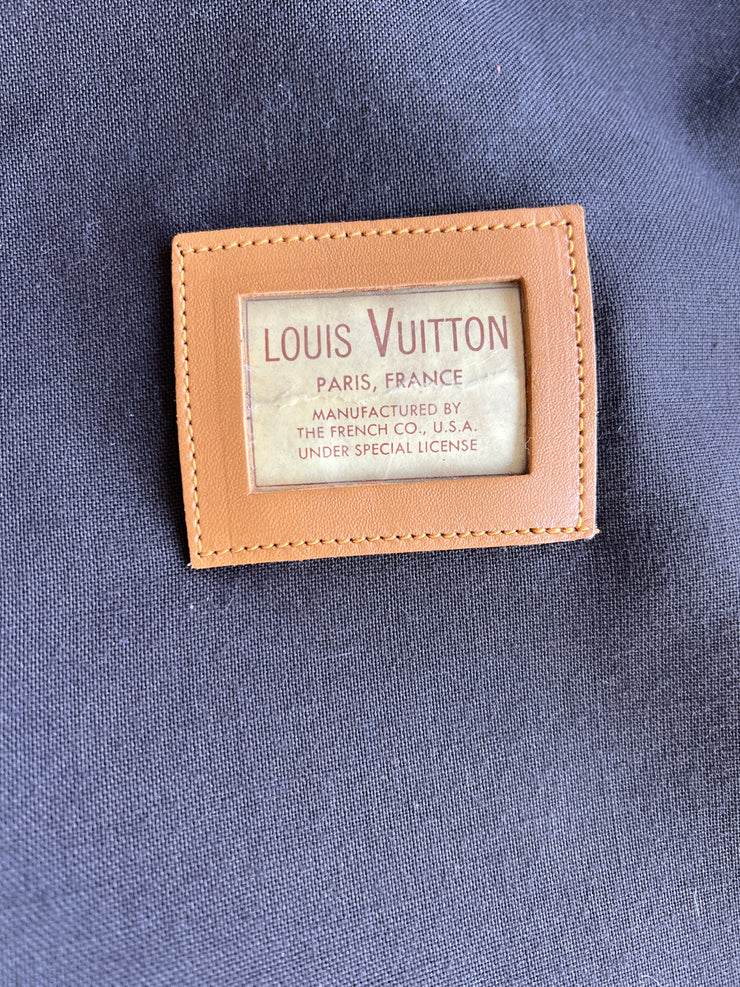 LOUIS VUITTON
PARIS, FRANCE
MANUFACTURED BY
THE FRENCH CO., U.S.A.
UNDER SPECIAL LICENSE